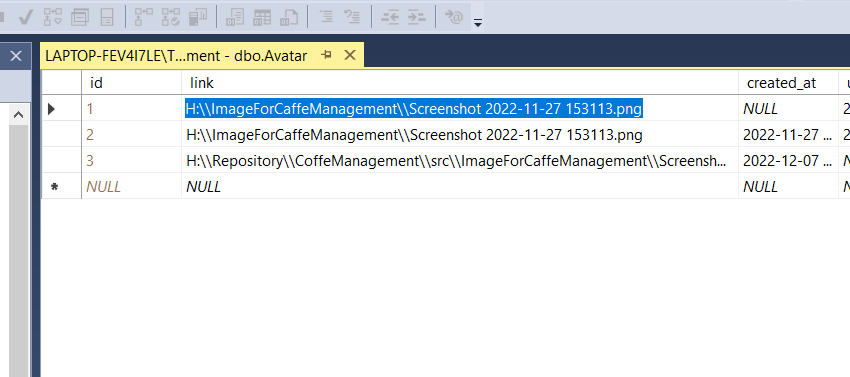 LAPTOP-FEV4I7LE\T...ment - dbo.Avatar
id link created_at
1 H:\\ImageForCaffeManagement\\Screenshot 2022-11-27 153113.png NULL 2
2 H:\\ImageForCaffeManagement\\Screenshot 2022-11-27 153113.png 2022-11-27 ... 2
3 H:\\Repository\\CoffeManagement\\src\\ImageForCaffeManagement\\Screensh... 2022-12-07 ...
NULL NULL NULL